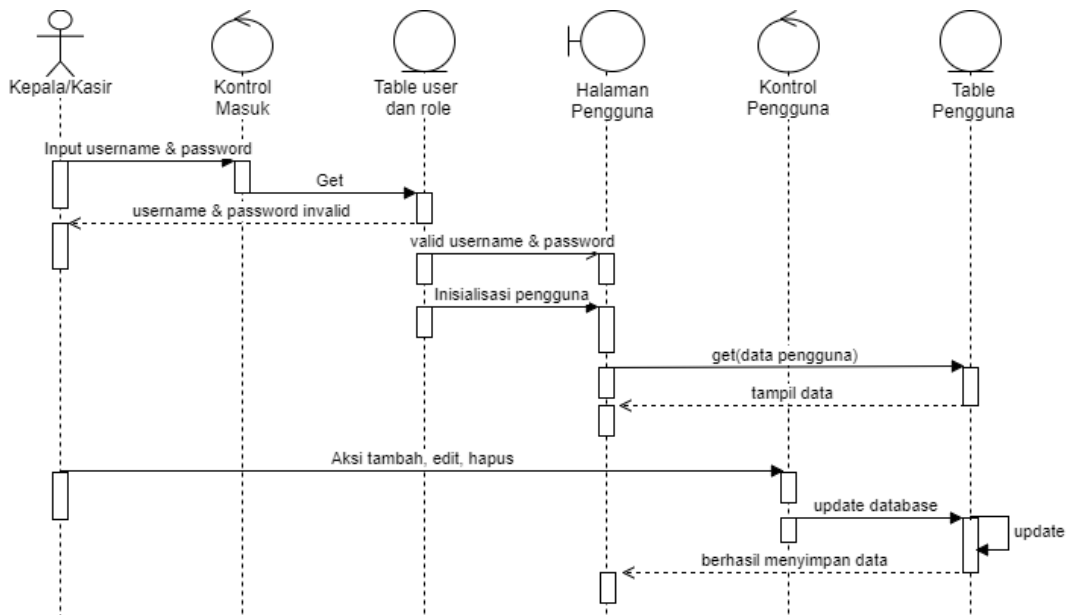 Kepala/Kasir
Kontrol
Masuk
Table user
dan role
Halaman
Pengguna
Kontrol
Pengguna
Table
Pengguna
Input username & password
Get
username & password invalid
valid username & password
Inisialisasi pengguna
get(data pengguna)
tampil data
Aksi tambah, edit, hapus
update database
update
berhasil menyimpan data